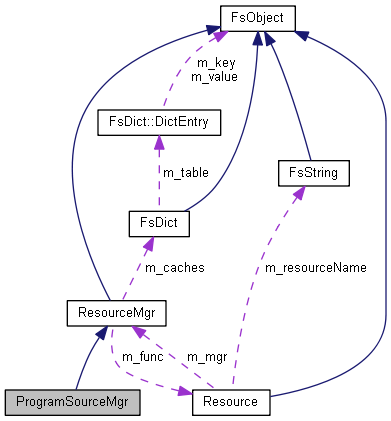 FsObject
m_key
m_value
FsDict::DictEntry
m_table
FsString
FsDict
m_caches
m_resourceName
ResourceMgr
m_func
m_mgr
ProgramSourceMgr
Resource